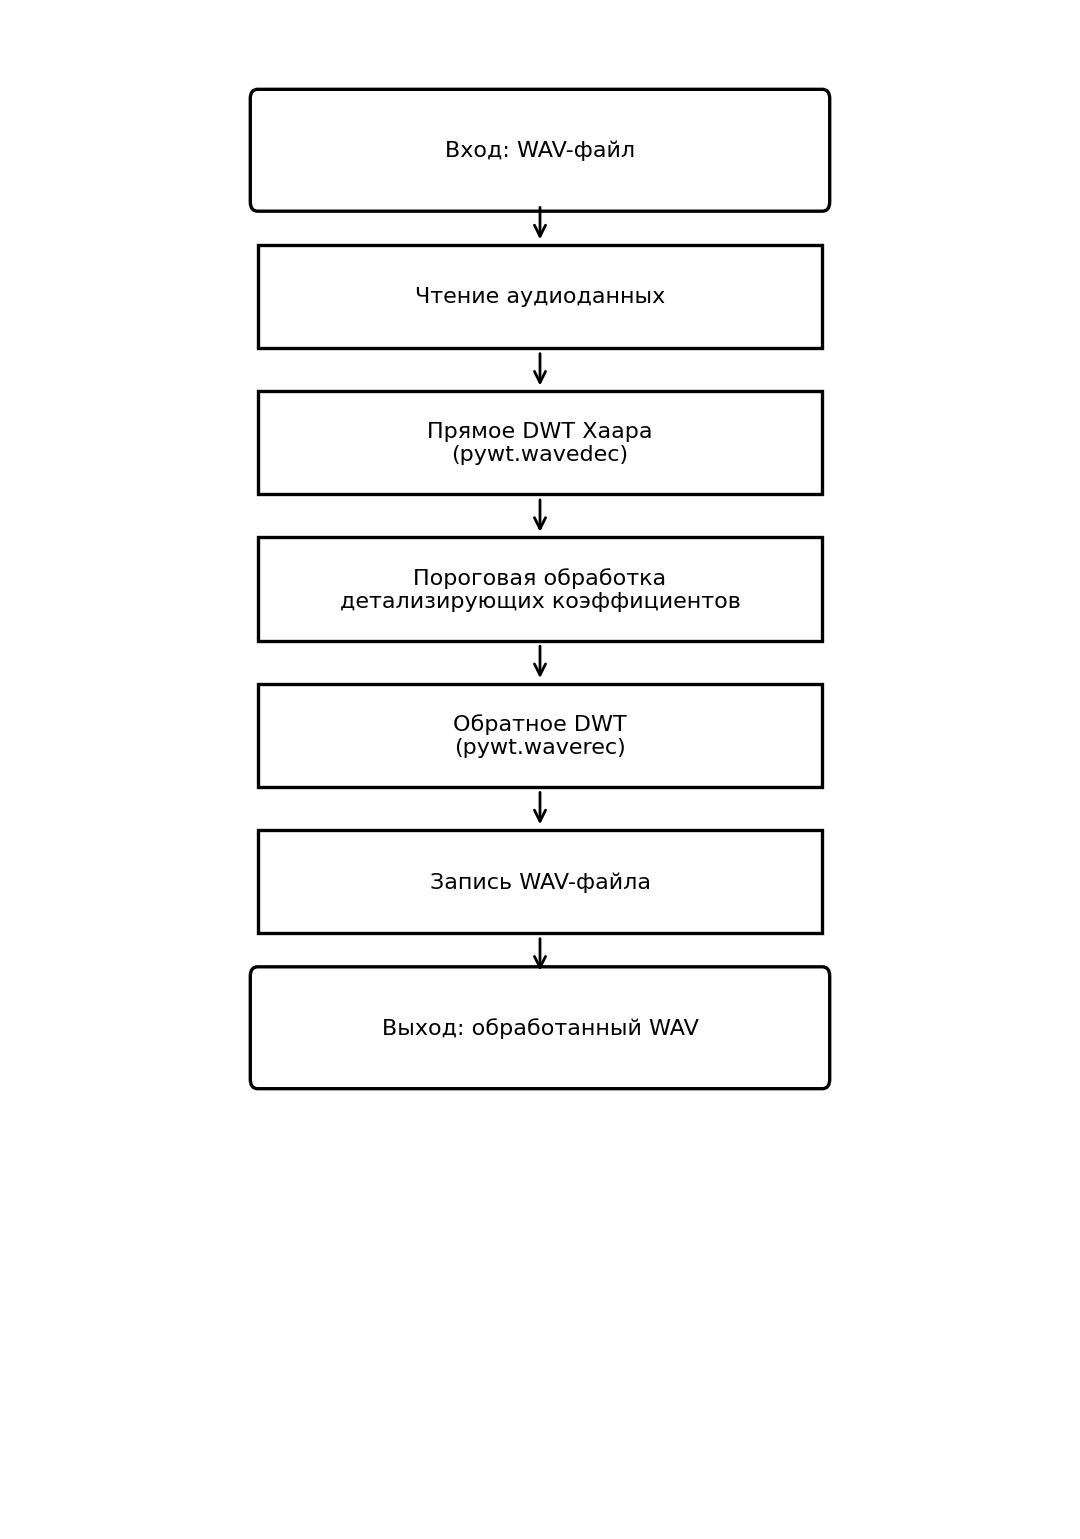 Вход: WAV-файл
Чтение аудиоданных
Прямое DWT Хаара
(pywt.wavedec)
Пороговая обработка
детализирующих коэффициентов
Обратное DWT
(pywt.waverec)
Запись WAV-файла
Выход: обработанный WAV